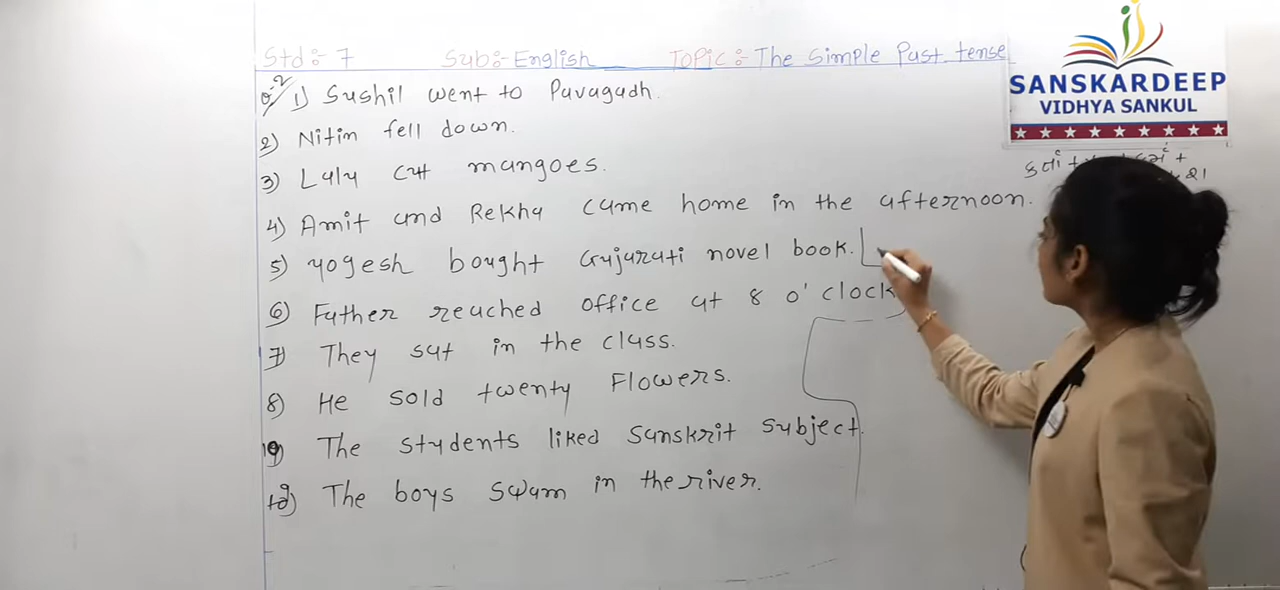 Std:- 7 Sub:- English Topic:- The Simple Past tense
Q-2 1) Sushil went to Pavagadh.
2) Nitin fell down.
3) Lala cut mangoes.
4) Amit and Rekha came home in the afternoon.
5) Yogesh bought Gujarati novel book.
6) Father reached office at 8 o'clock
7) They sat in the class.
8) He sold twenty Flowers.
9) The students liked Sanskrit subject.
10) The boys swam in the river.
SANSKARDEEP
VIDHYA SANKUL